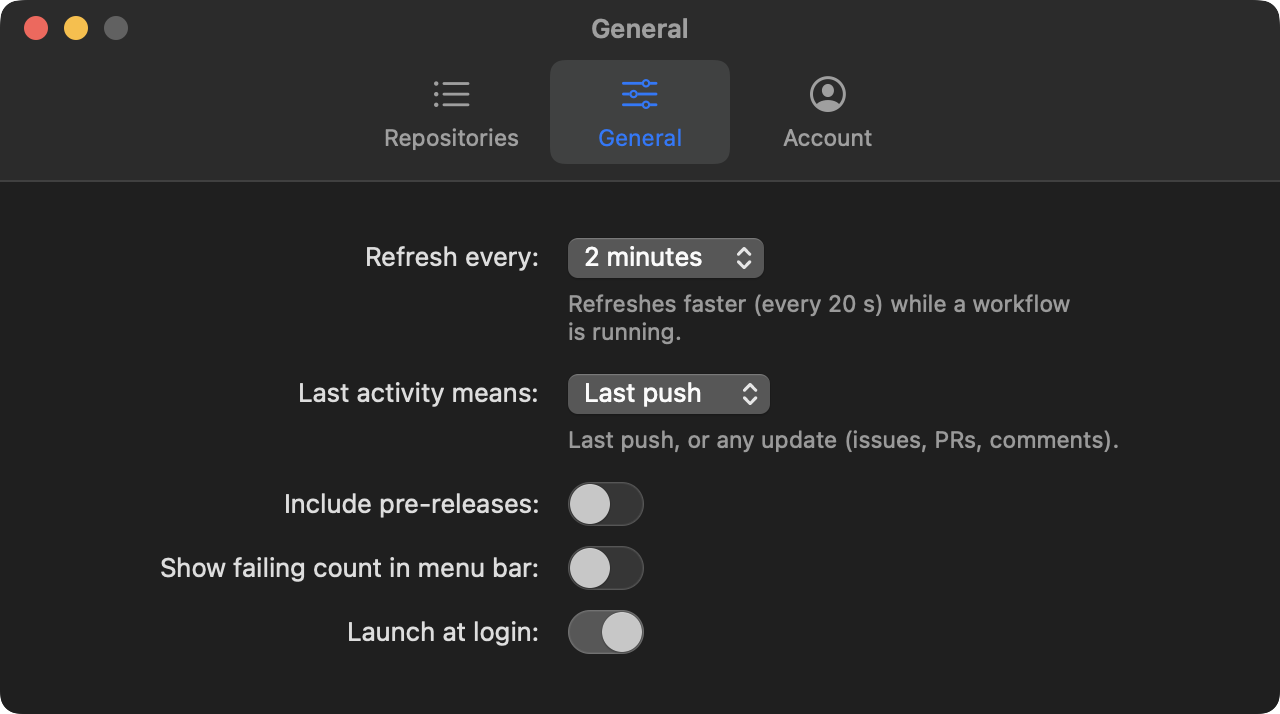 General
Repositories
General
Account
Refresh every:
2 minutes
Refreshes faster (every 20 s) while a workflow
is running.
Last activity means:
Last push
Last push, or any update (issues, PRs, comments).
Include pre-releases:
Show failing count in menu bar:
Launch at login: